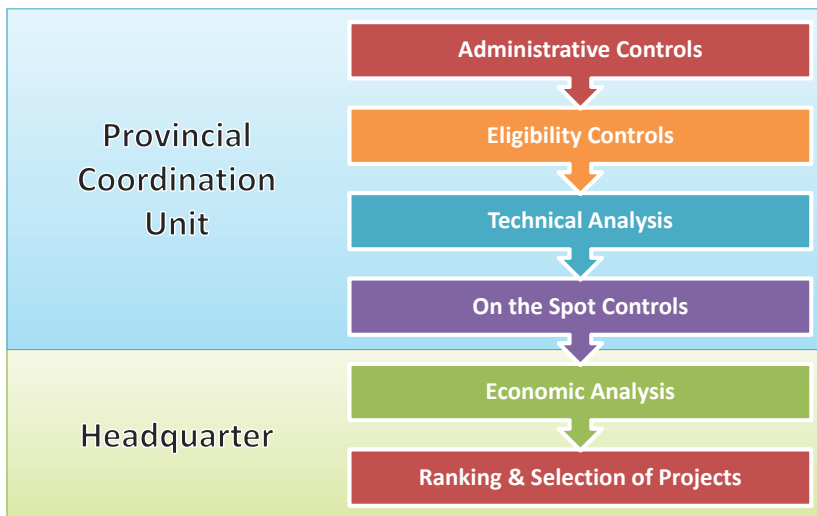 Provincial
Coordination
Unit
Administrative Controls
Eligibility Controls
Technical Analysis
On the Spot Controls
Headquarter
Economic Analysis
Ranking & Selection of Projects